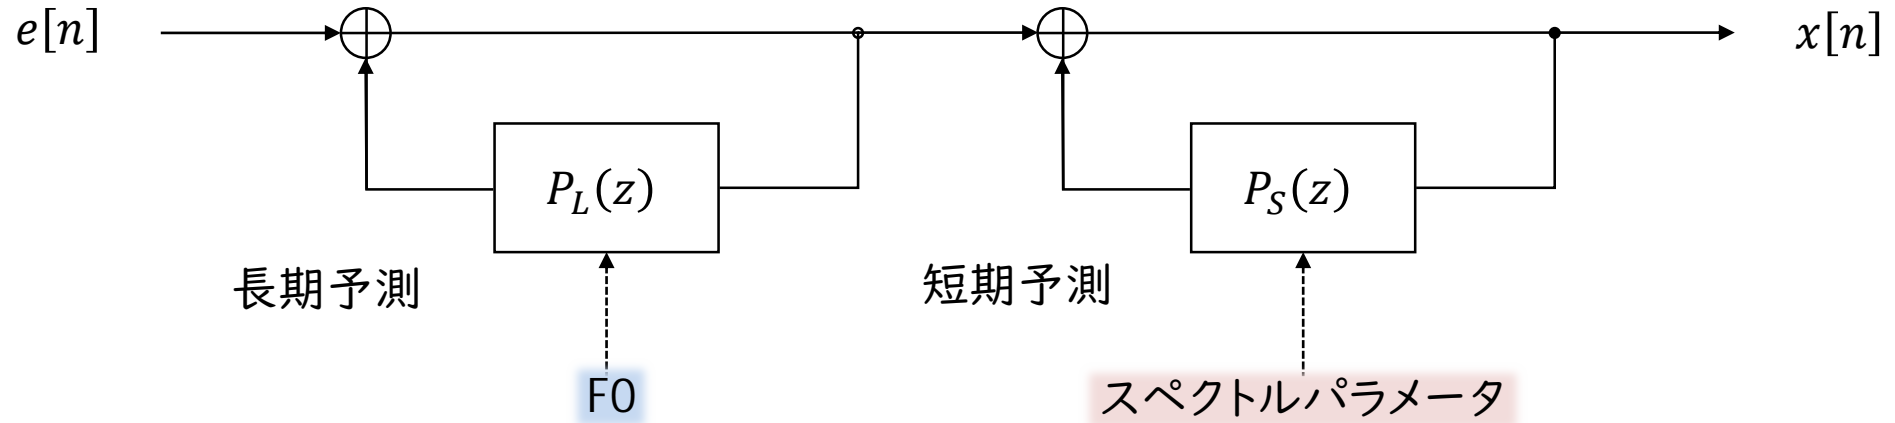 e[n]
x[n]
P_L(z)
P_S(z)
長期予測
短期予測
F0
スペクトルパラメータ